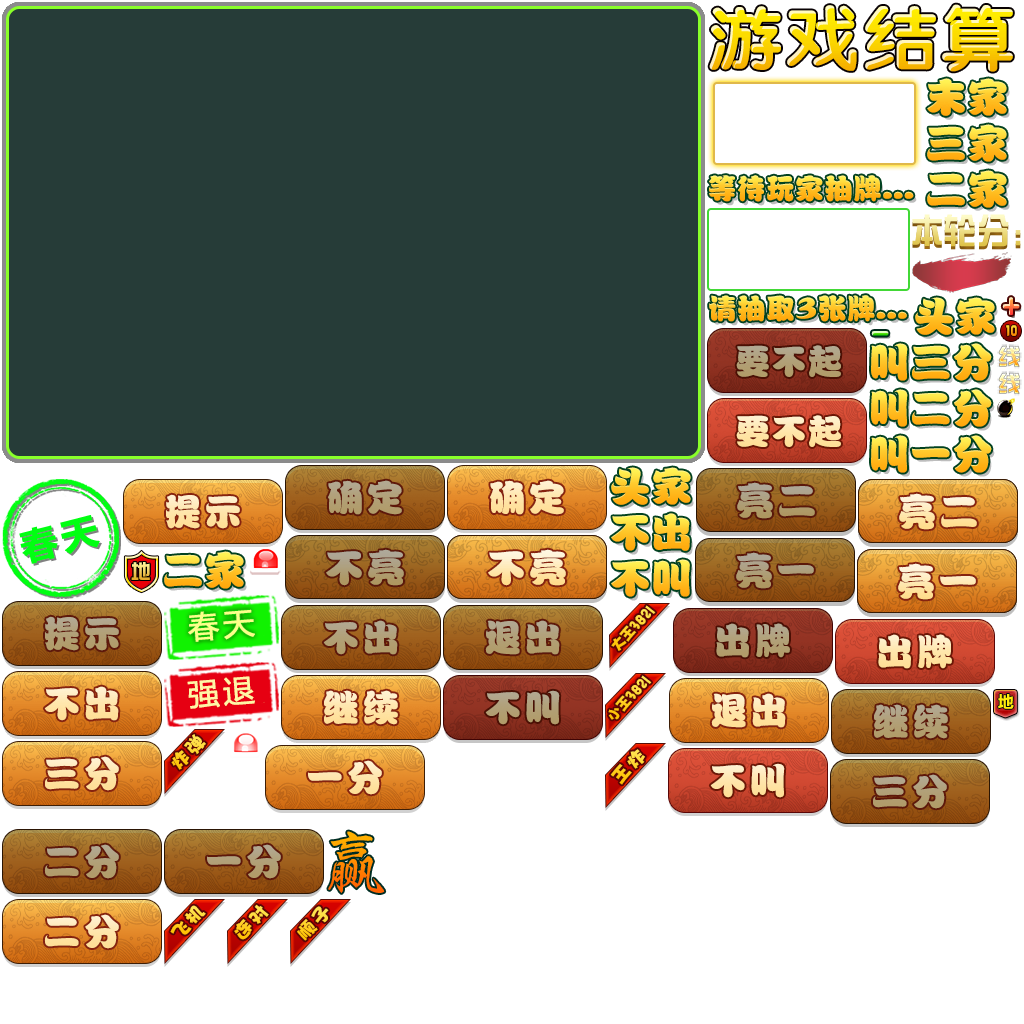 游戏结算
末家
三家
二家
等待玩家抽牌...
本轮分:
请抽取3张牌...
头家
+
10
线
线
要不起
-
叫三分
叫二分
叫一分
要不起
春天
提示
确定
确定
头家
不出
不叫
亮二
亮二
地
二家
不亮
不亮
亮一
亮一
提示
春天
不出
退出
大王3821
出牌
出牌
不出
强退
继续
不叫
小王3821
退出
继续
地
三分
炸弹
一分
王炸
不叫
三分
二分
一分
赢
二分
飞机
连对
顺子